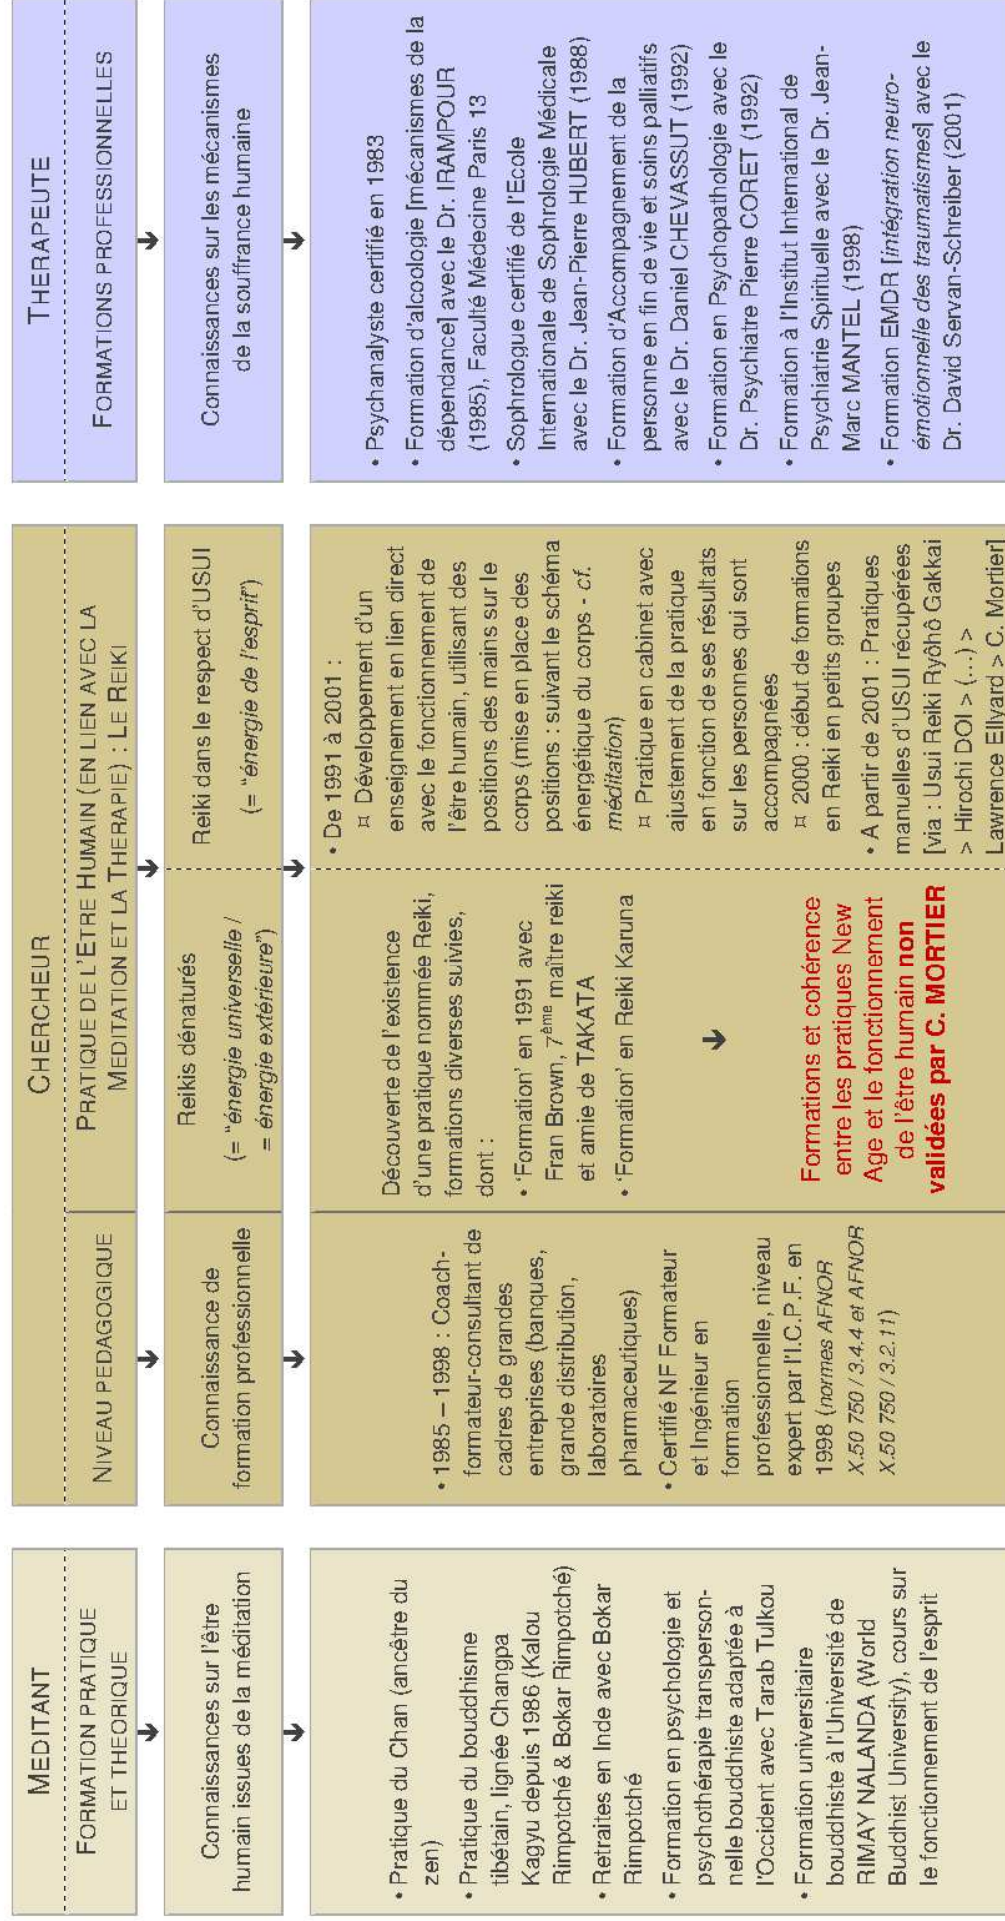 MEDITANT
FORMATION PRATIQUE
ET THEORIQUE
➔
Connaissances sur l'être
humain issues de la méditation
➔
• Pratique du Chan (ancêtre du
zen)
• Pratique du bouddhisme
tibétain, lignée Changpa
Kagyu depuis 1986 (Kalou
Rimpotché & Bokar Rimpotché)
• Retraites en Inde avec Bokar
Rimpotché
• Formation en psychologie et
psychothérapie transperson-
nelle bouddhiste adaptée à
l'Occident avec Tarab Tulkou
• Formation universitaire
bouddhiste à l'Université de
RIMAY NALANDA (World
Buddhist University), cours sur
le fonctionnement de l'esprit
CHERCHEUR
NIVEAU PEDAGOGIQUE
➔
Connaissance de
formation professionnelle
➔
• 1985 – 1998 : Coach-
formateur-consultant de
cadres de grandes
entreprises (banques,
grande distribution,
laboratoires
pharmaceutiques)
• Certifié NF Formateur
et Ingénieur en
formation
professionnelle, niveau
expert par l'I.C.P.F. en
1998 (normes AFNOR
X.50 750 / 3.4.4 et AFNOR
X.50 750 / 3.2.11)
PRATIQUE DE L'ETRE HUMAIN (EN LIEN AVEC LA
MEDITATION ET LA THERAPIE) : LE REIKI
➔
Reikis dénaturés
(= "énergie universelle /
= énergie extérieure")
Découverte de l'existence
d'une pratique nommée Reiki,
formations diverses suivies,
dont :
• 'Formation' en 1991 avec
Fran Brown, 7ème maître reiki
et amie de TAKATA
• 'Formation' en Reiki Karuna
➔
Formations et cohérence
entre les pratiques New
Age et le fonctionnement
de l'être humain non
validées par C. MORTIER
Reiki dans le respect d'USUI
(= "énergie de l'esprit")
➔
• De 1991 à 2001 :
¤ Développement d'un
enseignement en lien direct
avec le fonctionnement de
l'être humain, utilisant des
positions des mains sur le
corps (mise en place des
positions : suivant le schéma
énergétique du corps - cf.
méditation)
¤ Pratique en cabinet avec
ajustement de la pratique
en fonction de ses résultats
sur les personnes qui sont
accompagnées
¤ 2000 : début de formations
en Reiki en petits groupes
• A partir de 2001 : Pratiques
manuelles d'USUI récupérées
[via : Usui Reiki Ryôhô Gakkai
> Hirochi DOI > (...) >
Lawrence Ellyard > C. Mortier]
THERAPEUTE
FORMATIONS PROFESSIONNELLES
➔
Connaissances sur les mécanismes
de la souffrance humaine
➔
• Psychanalyste certifié en 1983
• Formation d'alcoologie [mécanismes de la
dépendance] avec le Dr. IRAMPOUR
(1985), Faculté Médecine Paris 13
• Sophrologue certifié de l'Ecole
Internationale de Sophrologie Médicale
avec le Dr. Jean-Pierre HUBERT (1988)
• Formation d'Accompagnement de la
personne en fin de vie et soins palliatifs
avec le Dr. Daniel CHEVASSUT (1992)
• Formation en Psychopathologie avec le
Dr. Psychiatre Pierre CORET (1992)
• Formation à l'Institut International de
Psychiatrie Spirituelle avec le Dr. Jean-
Marc MANTEL (1998)
• Formation EMDR [intégration neuro-
émotionnelle des traumatismes] avec le
Dr. David Servan-Schreiber (2001)